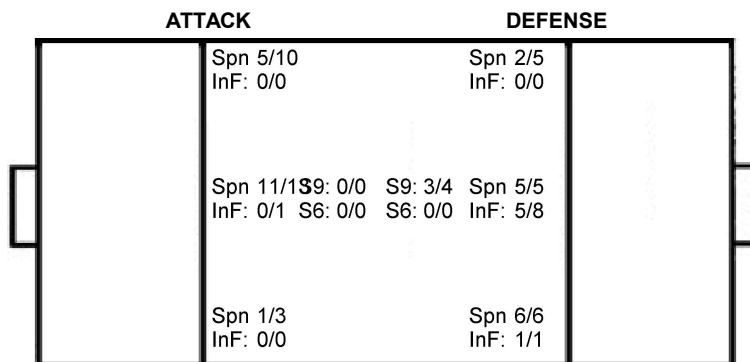 ATTACK DEFENSE
Spn 5/10 Spn 2/5
InF: 0/0 InF: 0/0
Spn 11/13 S9: 0/0 S9: 3/4 Spn 5/5
InF: 0/1 S6: 0/0 S6: 0/0 InF: 5/8
Spn 1/3 Spn 6/6
InF: 0/0 InF: 1/1